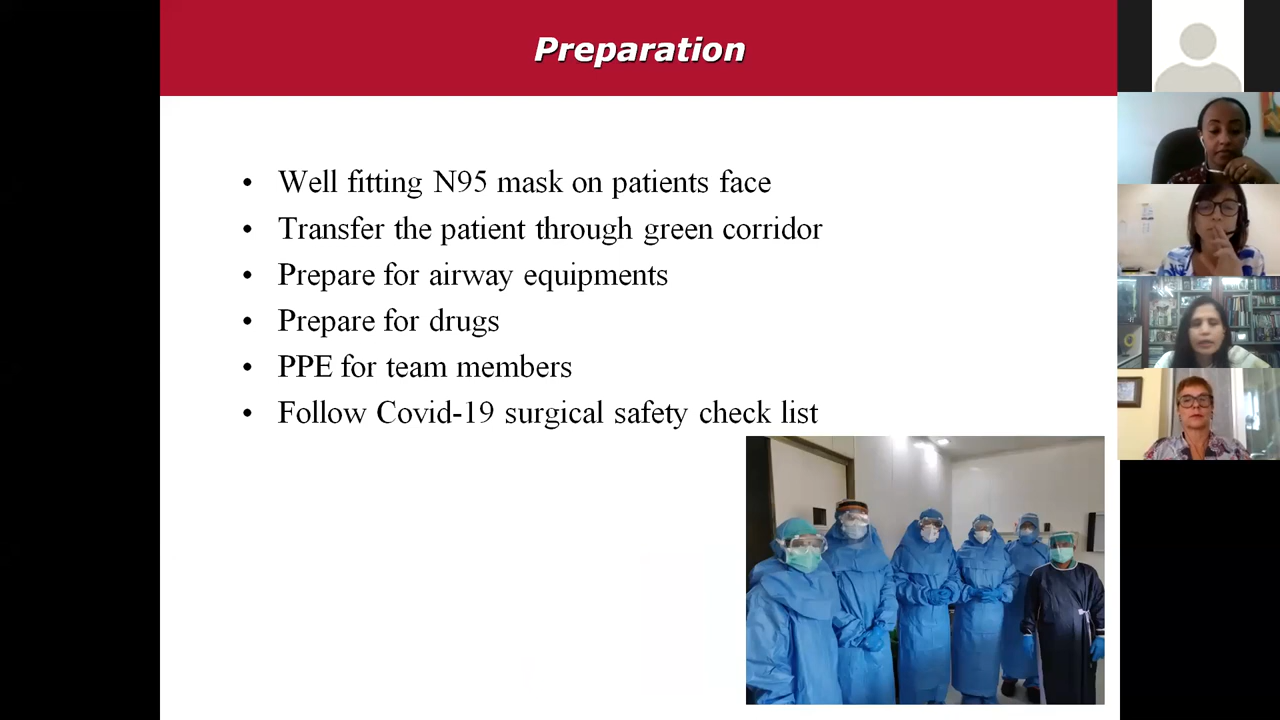 Preparation
• Well fitting N95 mask on patients face
• Transfer the patient through green corridor
• Prepare for airway equipments
• Prepare for drugs
• PPE for team members
• Follow Covid-19 surgical safety check list